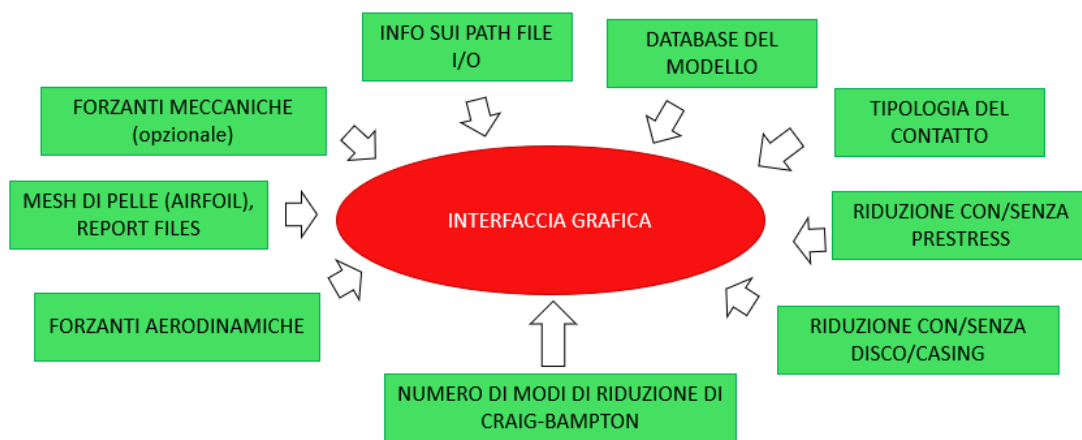 INFO SUI PATH FILE
I/O
DATABASE DEL
MODELLO
FORZANTI MECCANICHE
(opzionale)
TIPOLOGIA DEL
CONTATTO
MESH DI PELLE (AIRFOIL),
REPORT FILES
INTERFACCIA GRAFICA
RIDUZIONE CON/SENZA
PRESTRESS
FORZANTI AERODINAMICHE
RIDUZIONE CON/SENZA
DISCO/CASING
NUMERO DI MODI DI RIDUZIONE DI
CRAIG-BAMPTON